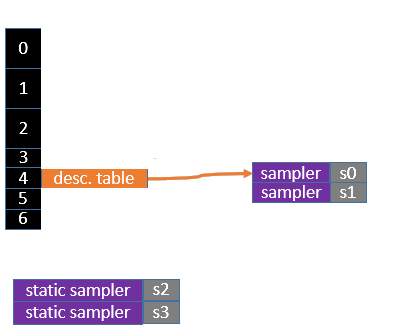 0
1
2
3
4 desc. table sampler s0
sampler s1
5
6
static sampler s2
static sampler s3